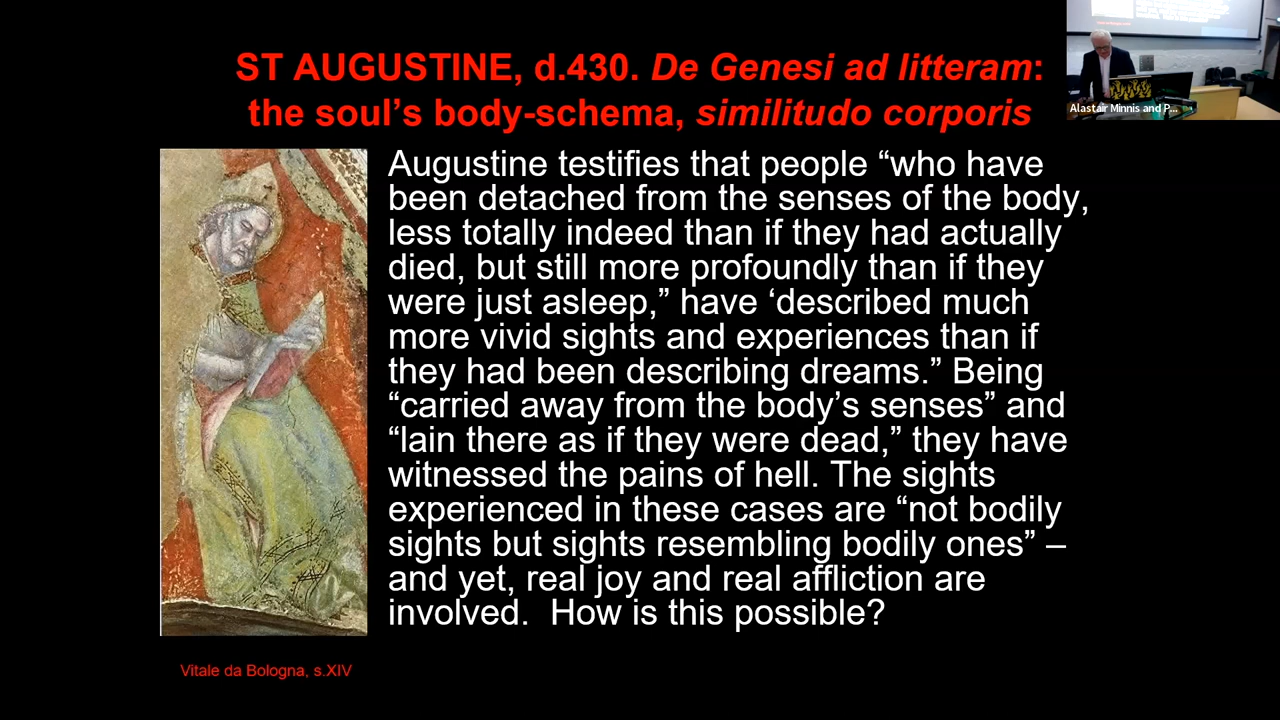 ST AUGUSTINE, d.430. De Genesi ad litteram:
the soul’s body-schema, similitudo corporis
Alastair Minnis and P...
Augustine testifies that people “who have
been detached from the senses of the body,
less totally indeed than if they had actually
died, but still more profoundly than if they
were just asleep,” have ‘described much
more vivid sights and experiences than if
they had been describing dreams.” Being
“carried away from the body’s senses” and
“lain there as if they were dead,” they have
witnessed the pains of hell. The sights
experienced in these cases are “not bodily
sights but sights resembling bodily ones” –
and yet, real joy and real affliction are
involved.  How is this possible?
Vitale da Bologna, s.XIV